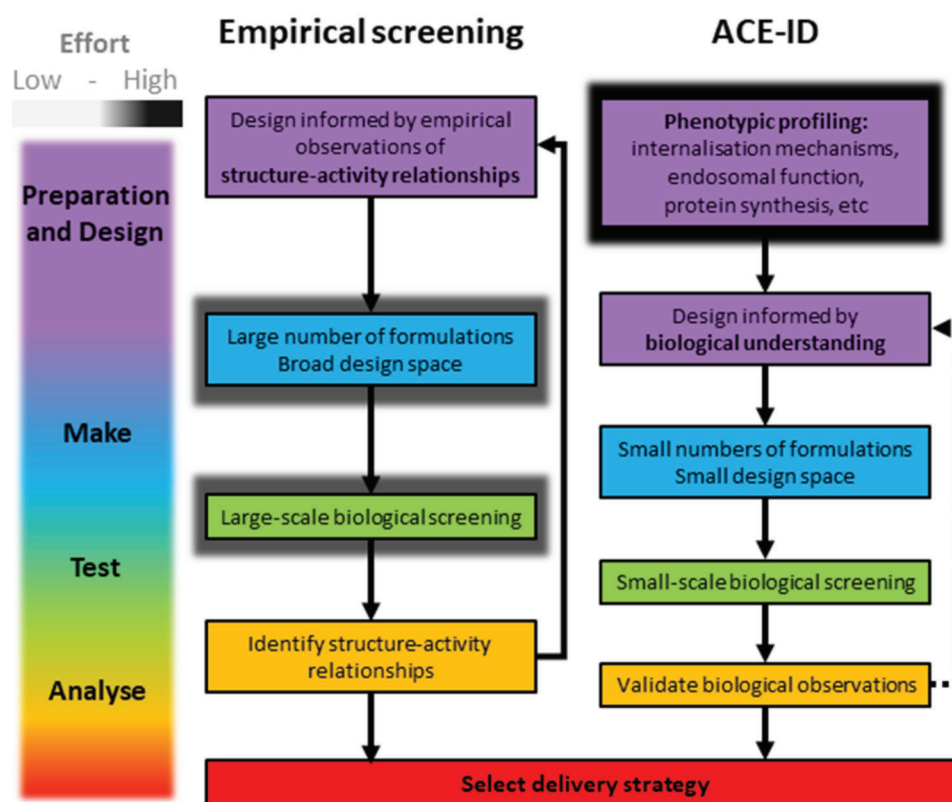 Effort
Low - High
Preparation
and Design
Make
Test
Analyse
Empirical screening
Design informed by empirical
observations of
structure-activity relationships
Large number of formulations
Broad design space
Large-scale biological screening
Identify structure-activity
relationships
ACE-ID
Phenotypic profiling:
internalisation mechanisms,
endosomal function,
protein synthesis, etc
Design informed by
biological understanding
Small numbers of formulations
Small design space
Small-scale biological screening
Validate biological observations
Select delivery strategy